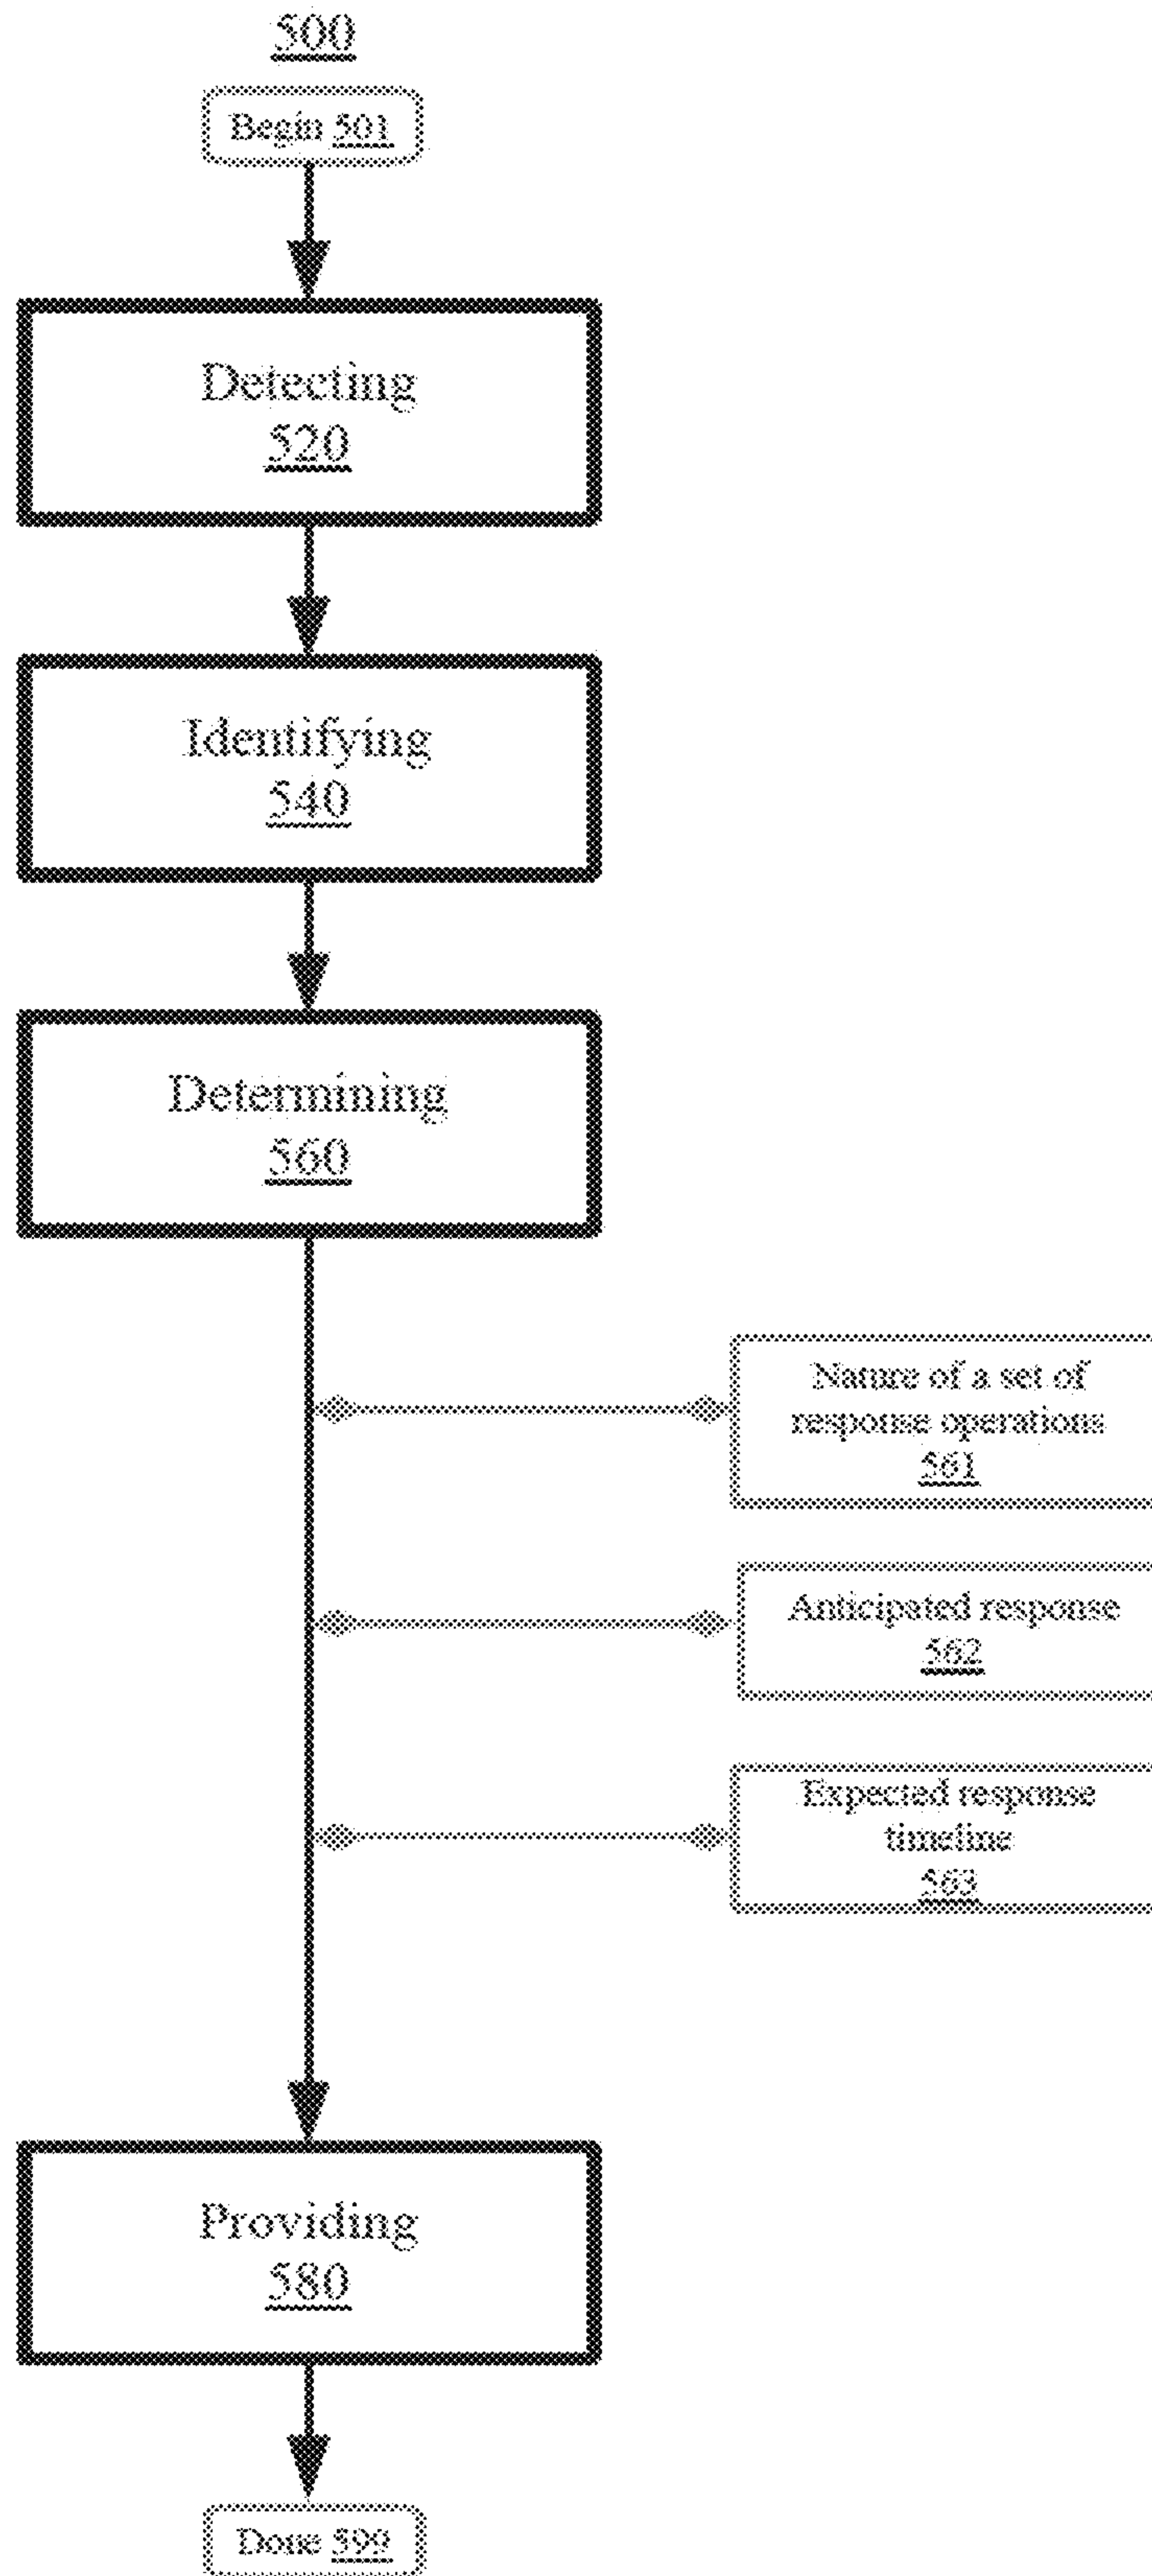 500
Begin 501
Detecting
520
Identifying
540
Determining
560
Nature of a set of
response operations
561
Anticipated response
562
Expected response
timeline
563
Providing
580
Done 599